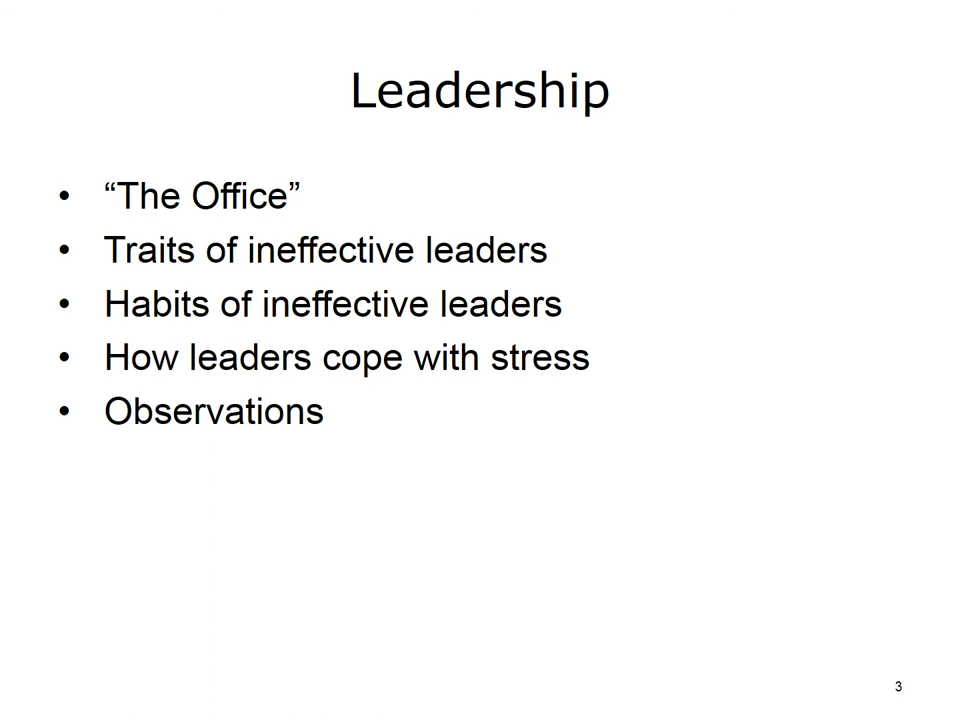 Leadership
• “The Office”
• Traits of ineffective leaders
• Habits of ineffective leaders
• How leaders cope with stress
• Observations
3